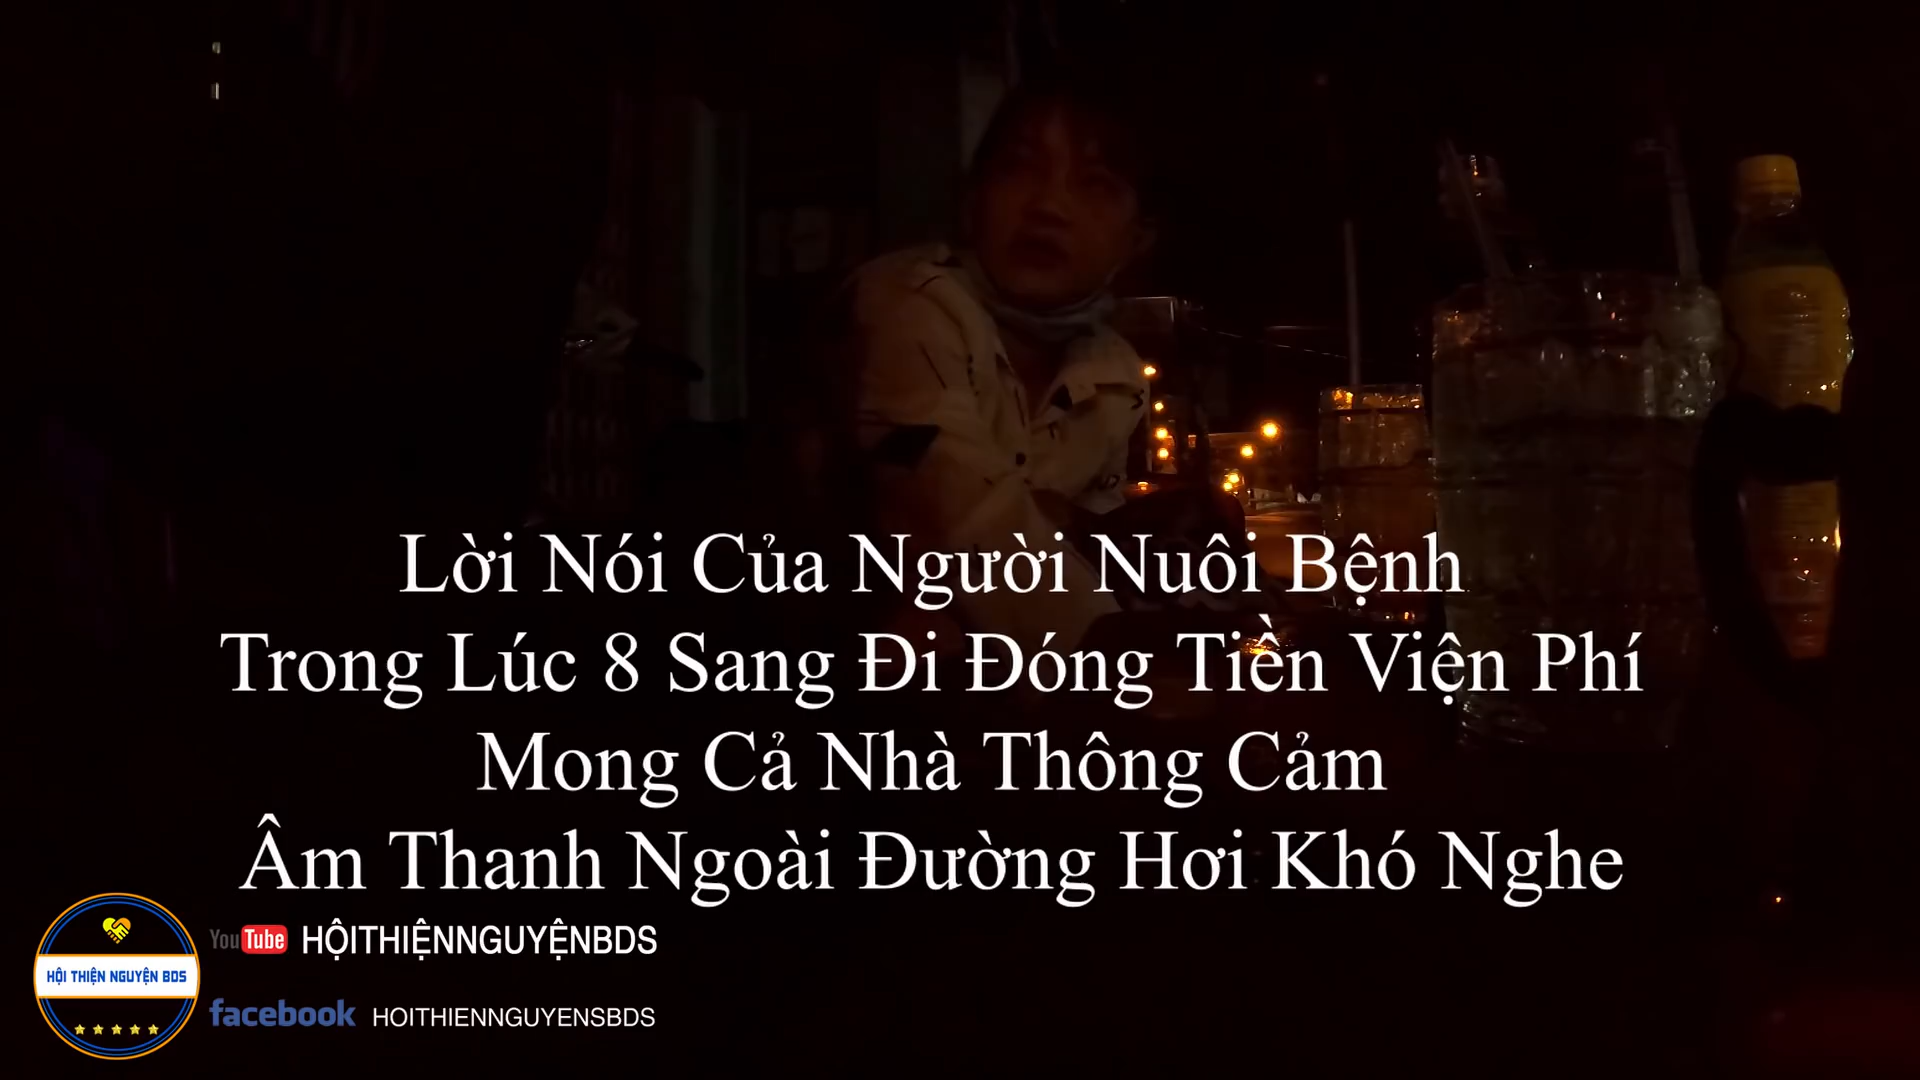 Lời Nói Của Người Nuôi Bệnh
Trong Lúc 8 Sang Đi Đóng Tiền Viện Phí
Mong Cả Nhà Thông Cảm
Âm Thanh Ngoài Đường Hơi Khó Nghe
YouTube HỘITHIỆNNGUYỆNBDS
HỘI THIỆN NGUYỆN BDS
facebook HOITHIENNGUYENSBDS